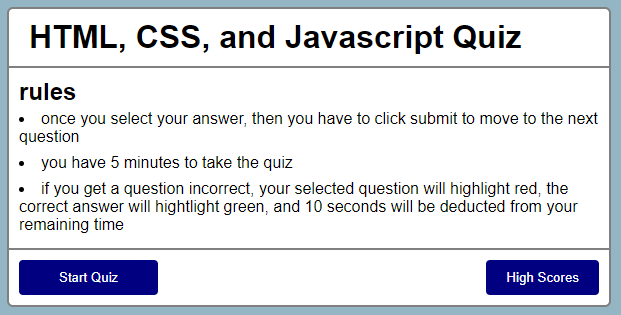 HTML, CSS, and Javascript Quiz
rules
• once you select your answer, then you have to click submit to move to the next
question
• you have 5 minutes to take the quiz
• if you get a question incorrect, your selected question will highlight red, the
correct answer will hightlight green, and 10 seconds will be deducted from your
remaining time
Start Quiz
High Scores